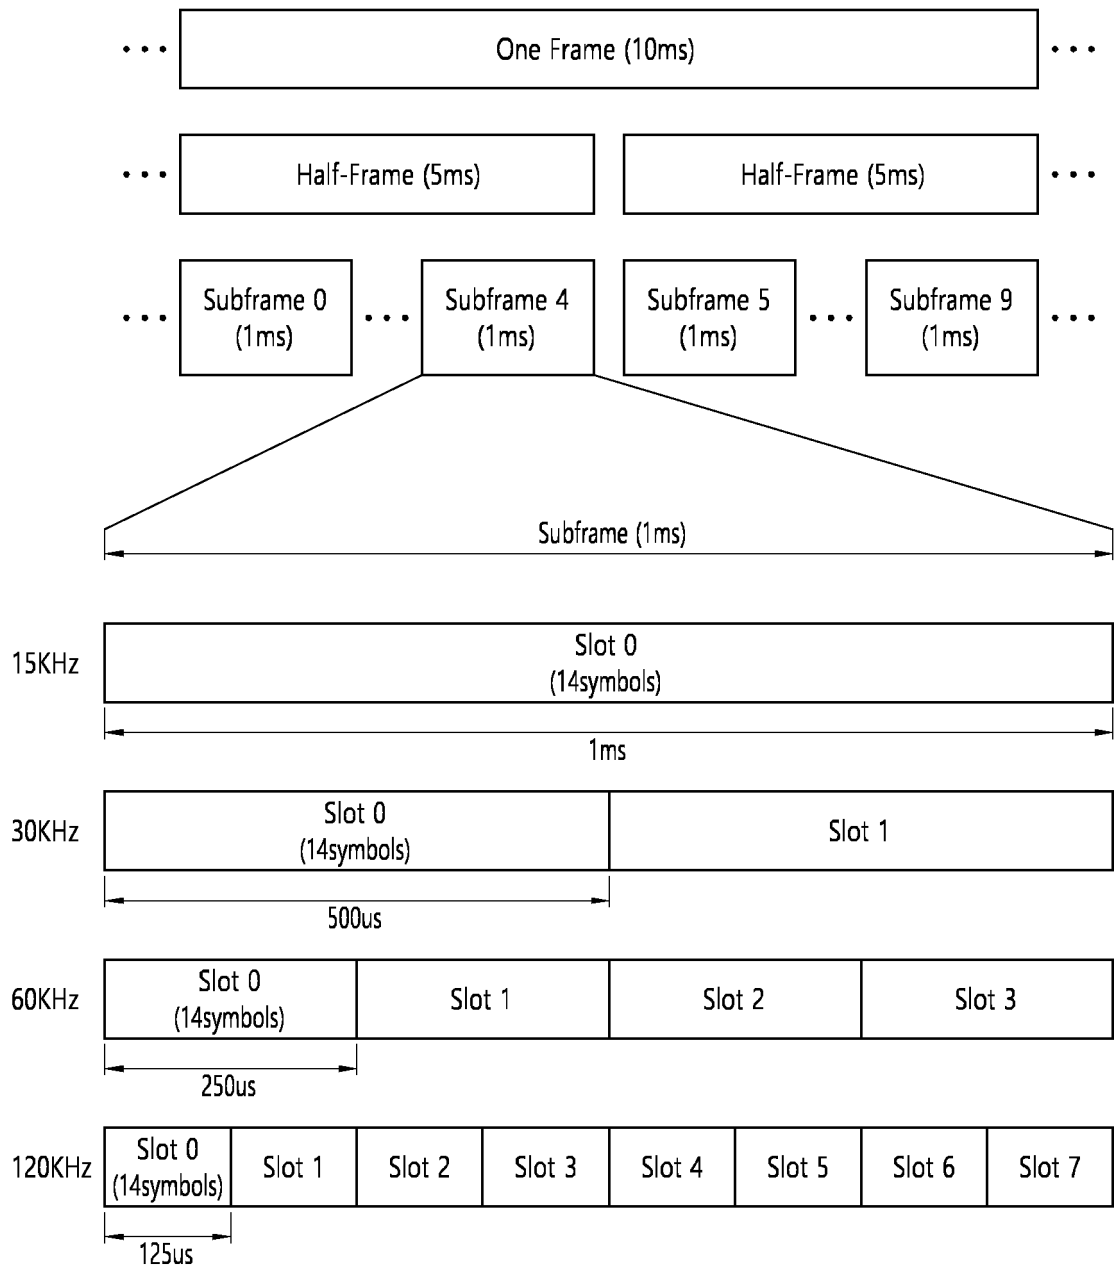 ••• One Frame (10ms) •••
••• Half-Frame (5ms) Half-Frame (5ms) •••
••• Subframe 0 ••• Subframe 4 Subframe 5 ••• Subframe 9 •••
(1ms) (1ms) (1ms) (1ms)
Subframe (1ms)
15KHz Slot 0
(14symbols)
1ms
30KHz Slot 0 Slot 1
(14symbols)
500us
60KHz Slot 0 Slot 1 Slot 2 Slot 3
(14symbols)
250us
120KHz Slot 0 Slot 1 Slot 2 Slot 3 Slot 4 Slot 5 Slot 6 Slot 7
(14symbols)
125us